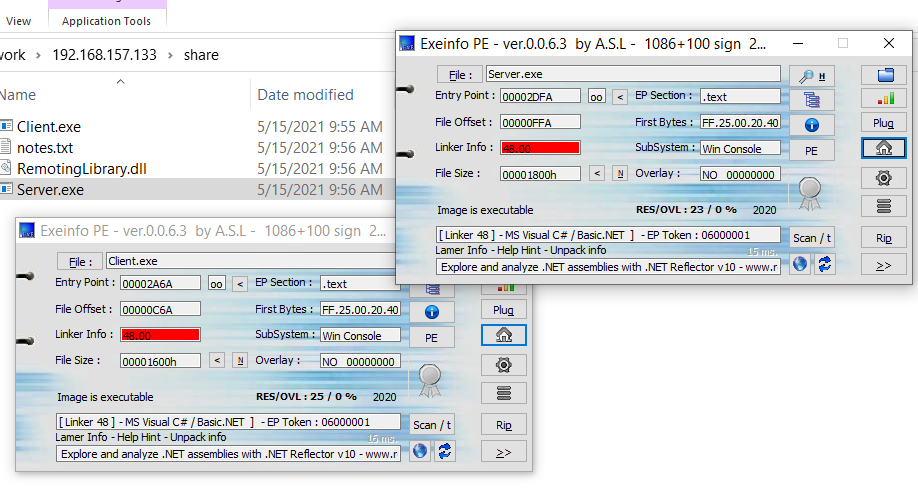 View Application Tools
work > 192.168.157.133 > share
Name Date modified
Client.exe 5/15/2021 9:55 AM
notes.txt 5/15/2021 9:56 AM
RemotingLibrary.dll 5/15/2021 9:56 AM
Server.exe 5/15/2021 9:56 AM
Exeinfo PE - ver.0.0.6.3 by A.S.L - 1086+100 sign 2...
File : Server.exe H
Entry Point : 00002DFA oo < EP Section : .text
File Offset : 00000FFA First Bytes : FF.25.00.20.40 Plug
Linker Info : 48.00 SubSystem : Win Console PE
File Size : 00001800h < N Overlay : NO 00000000
Image is executable RES/OVL : 23 / 0 % 2020
[ Linker 48 ] - MS Visual C# / Basic.NET ] - EP Token : 06000001 Scan / t Rip
Lamer Info - Help Hint - Unpack info 15 ms.
Explore and analyze .NET assemblies with .NET Reflector v10 - www.r >>
Exeinfo PE - ver.0.0.6.3 by A.S.L - 1086+100 sign 2...
File : Client.exe
Entry Point : 00002A6A oo < EP Section : .text
File Offset : 00000C6A First Bytes : FF.25.00.20.40 Plug
Linker Info : 48.00 SubSystem : Win Console PE
File Size : 00001600h < N Overlay : NO 00000000
Image is executable RES/OVL : 25 / 0 % 2020
[ Linker 48 ] - MS Visual C# / Basic.NET ] - EP Token : 06000001 Scan / t Rip
Lamer Info - Help Hint - Unpack info 16 ms.
Explore and analyze .NET assemblies with .NET Reflector v10 - www.r >>